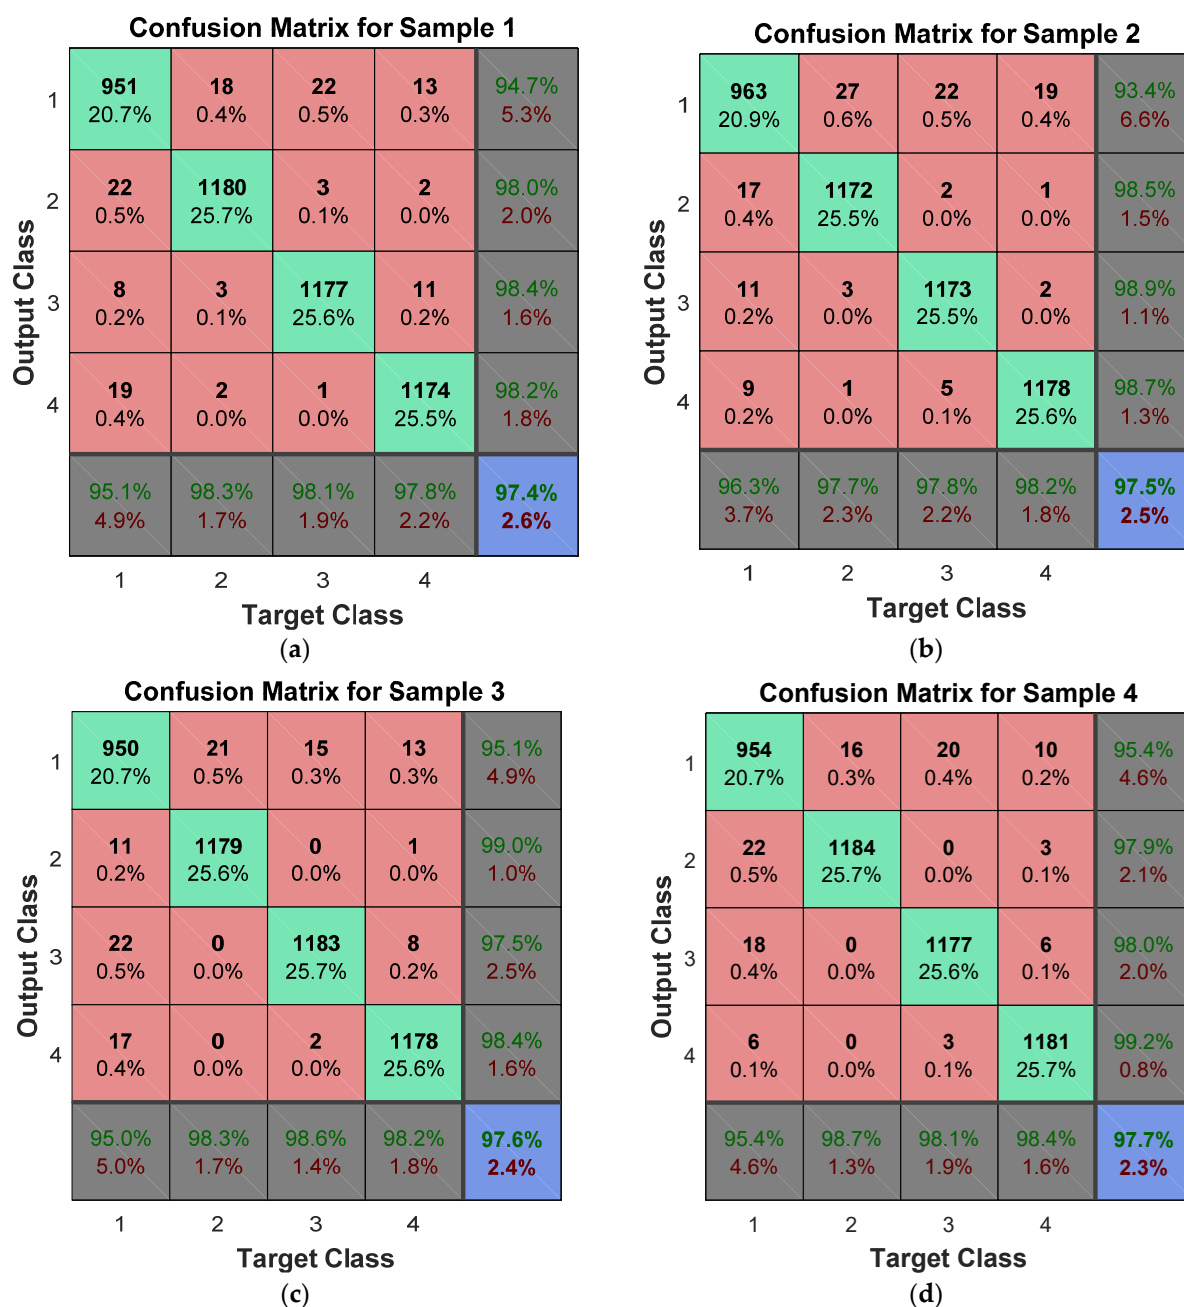 Confusion Matrix for Sample 1
951 18 22 13 94.7%
1
20.7% 0.4% 0.5% 0.3% 5.3%
22 1180 3 2 98.0%
2
0.5% 25.7% 0.1% 0.0% 2.0%
8 3 1177 11 98.4%
3
0.2% 0.1% 25.6% 0.2% 1.6%
19 2 1 1174 98.2%
4
0.4% 0.0% 0.0% 25.5% 1.8%
95.1% 98.3% 98.1% 97.8% 97.4%
4.9% 1.7% 1.9% 2.2% 2.6%
1 2 3 4
Output Class
Target Class
(a)
Confusion Matrix for Sample 2
963 27 22 19 93.4%
1
20.9% 0.6% 0.5% 0.4% 6.6%
17 1172 2 1 98.5%
2
0.4% 25.5% 0.0% 0.0% 1.5%
11 3 1173 2 98.9%
3
0.2% 0.0% 25.5% 0.0% 1.1%
9 1 5 1178 98.7%
4
0.2% 0.0% 0.1% 25.6% 1.3%
96.3% 97.7% 97.8% 98.2% 97.5%
3.7% 2.3% 2.2% 1.8% 2.5%
1 2 3 4
Output Class
Target Class
(b)
Confusion Matrix for Sample 3
950 21 15 13 95.1%
1
20.7% 0.5% 0.3% 0.3% 4.9%
11 1179 0 1 99.0%
2
0.2% 25.6% 0.0% 0.0% 1.0%
22 0 1183 8 97.5%
3
0.5% 0.0% 25.7% 0.2% 2.5%
17 0 2 1178 98.4%
4
0.4% 0.0% 0.0% 25.6% 1.6%
95.0% 98.3% 98.6% 98.2% 97.6%
5.0% 1.7% 1.4% 1.8% 2.4%
1 2 3 4
Output Class
Target Class
(c)
Confusion Matrix for Sample 4
954 16 20 10 95.4%
1
20.7% 0.3% 0.4% 0.2% 4.6%
22 1184 0 3 97.9%
2
0.5% 25.7% 0.0% 0.1% 2.1%
18 0 1177 6 98.0%
3
0.4% 0.0% 25.6% 0.1% 2.0%
6 0 3 1181 99.2%
4
0.1% 0.0% 0.1% 25.7% 0.8%
95.4% 98.7% 98.1% 98.4% 97.7%
4.6% 1.3% 1.9% 1.6% 2.3%
1 2 3 4
Output Class
Target Class
(d)